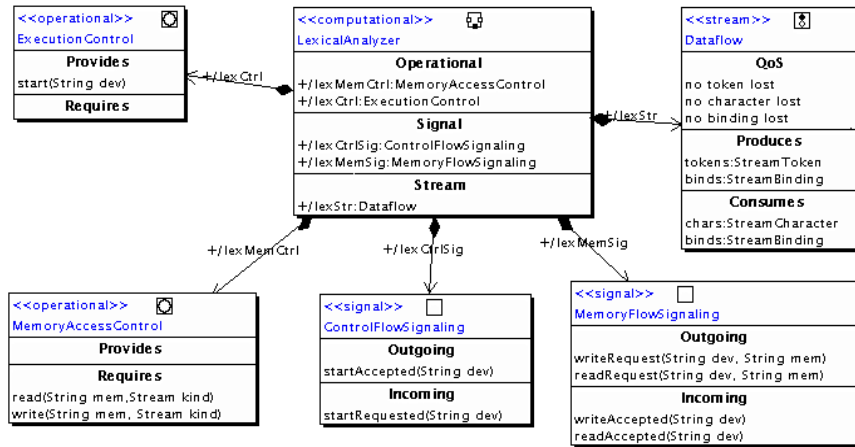 <<operational>>
ExecutionControl
Provides
start(String dev)
Requires
+/lexCtrl
<<computational>>
LexicalAnalyzer
Operational
+/lexMemCtrl:MemoryAccessControl
+/lexCtrl:ExecutionControl
Signal
+/lexCtrlSig:ControlFlowSignaling
+/lexMemSig:MemoryFlowSignaling
Stream
+/lexStr:Dataflow
+/lexStr
<<stream>>
Dataflow
QoS
no token lost
no character lost
no binding lost
Produces
tokens:StreamToken
binds:StreamBinding
Consumes
chars:StreamCharacter
binds:StreamBinding
+/lexMemCtrl
+/lexCtrlSig
+/lexMemSig
<<operational>>
MemoryAccessControl
Provides
Requires
read(String mem,Stream kind)
write(String mem, Stream kind)
<<signal>>
ControlFlowSignaling
Outgoing
startAccepted(String dev)
Incoming
startRequested(String dev)
<<signal>>
MemoryFlowSignaling
Outgoing
writeRequest(String dev, String mem)
readRequest(String dev, String mem)
Incoming
writeAccepted(String dev)
readAccepted(String dev)